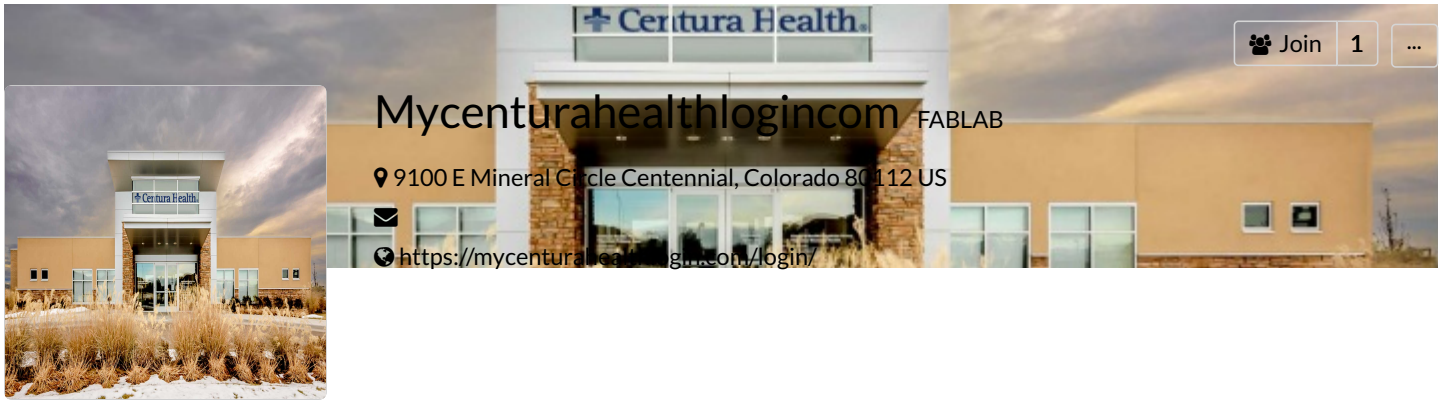 Centura Health.
Join 1 ...
Mycenturahealthlogincom FABLAB
9100 E Mineral Circle Centennial, Colorado 80112 US
https://mycenturahealthlogin.com/login/
Centura Health.